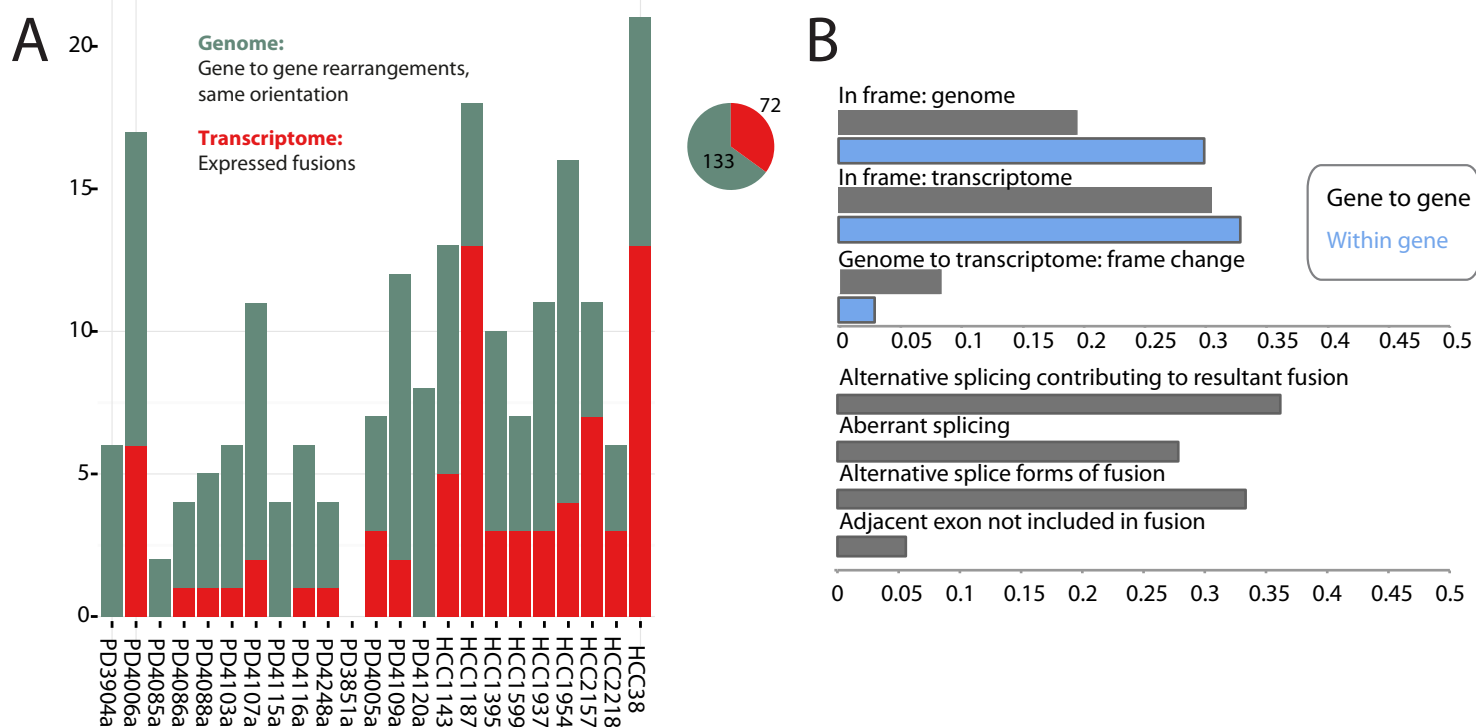 A
20
15
10
5
0
Genome:
Gene to gene rearrangements,
same orientation
Transcriptome:
Expressed fusions
72
133
PD3904a
PD4006a
PD4085a
PD4086a
PD4088a
PD4103a
PD4107a
PD4115a
PD4116a
PD4248a
PD3851a
PD4005a
PD4109a
PD4120a
HCC1143
HCC1187
HCC1395
HCC1599
HCC1937
HCC1954
HCC2157
HCC2218
HCC38
B
In frame: genome
In frame: transcriptome
Genome to transcriptome: frame change
0 0.05 0.1 0.15 0.2 0.25 0.3 0.35 0.4 0.45 0.5
Gene to gene
Within gene
Alternative splicing contributing to resultant fusion
Aberrant splicing
Alternative splice forms of fusion
Adjacent exon not included in fusion
0 0.05 0.1 0.15 0.2 0.25 0.3 0.35 0.4 0.45 0.5